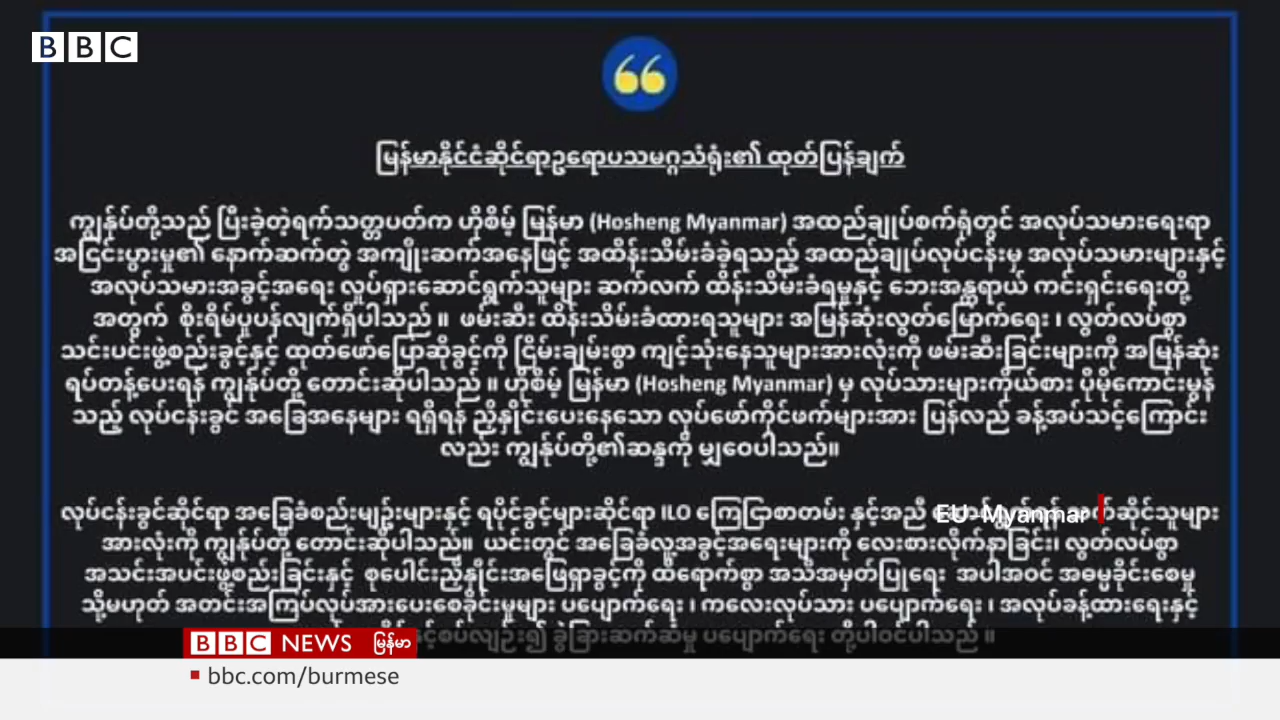 BBC
မြန်မာနိုင်ငံဆိုင်ရာဥရောပသမဂ္ဂသံရုံး၏ ထုတ်ပြန်ချက်
ကျွန်ုပ်တို့သည် ပြီးခဲ့တဲ့ရက်သတ္တပတ်က ဟိုစိမ့် မြန်မာ (Hosheng Myanmar) အထည်ချုပ်စက်ရုံတွင် အလုပ်သမားရေးရာ
အငြင်းပွားမှု၏ နောက်ဆက်တွဲ အကျိုးဆက်အနေဖြင့် အထိန်းသိမ်းခံခဲ့ရသည့် အထည်ချုပ်လုပ်ငန်းမှ အလုပ်သမားများနှင့်
အလုပ်သမားအခွင့်အရေး လှုပ်ရှားဆောင်ရွက်သူများ ဆက်လက် ထိန်းသိမ်းခံရမှုနှင့် ဘေးအန္တရာယ် ကင်းရှင်းရေးတို့
အတွက် စိုးရိမ်ပူပန်လျက်ရှိပါသည် ။ ဖမ်းဆီး ထိန်းသိမ်းခံထားရသူများ အမြန်ဆုံးလွတ်မြောက်ရေး ၊ လွတ်လပ်စွာ
သင်းပင်းဖွဲ့စည်းခွင့်နှင့် ထုတ်ဖော်ပြောဆိုခွင့်ကို ငြိမ်းချမ်းစွာ ကျင့်သုံးနေသူများအားလုံးကို ဖမ်းဆီးခြင်းများကို အမြန်ဆုံး
ရပ်တန့်ပေးရန် ကျွန်ုပ်တို့ တောင်းဆိုပါသည် ။ ဟိုစိမ့် မြန်မာ (Hosheng Myanmar) မှ လုပ်သားများကိုယ်စား ပိုမိုကောင်းမွန်
သည့် လုပ်ငန်းခွင် အခြေအနေများ ရရှိရန် ညှိနှိုင်းပေးနေသော လုပ်ဖော်ကိုင်ဖက်များအား ပြန်လည် ခန့်အပ်သင့်ကြောင်း
လည်း ကျွန်ုပ်တို့၏ဆန္ဒကို မျှဝေပါသည်။
လုပ်ငန်းခွင်ဆိုင်ရာ အခြေခံစည်းမျဉ်းများနှင့် ရပိုင်ခွင့်များဆိုင်ရာ ILO ကြေငြာစာတမ်း နှင့်အညီ
EU-Myanmar
အားလုံးကို ကျွန်ုပ်တို့ တောင်းဆိုပါသည်။ ယင်းတွင် အခြေခံလူ့အခွင့်အရေးများကို လေးစားလိုက်နာခြင်း၊ လွတ်လပ်စွာ
အသင်းအပင်းဖွဲ့စည်းခြင်းနှင့် စုပေါင်းညှိနှိုင်းအဖြေရှာခွင့်ကို ထိရောက်စွာ အသိအမှတ်ပြုရေး အပါအဝင် အဓမ္မခိုင်းစေမှု
သို့မဟုတ် အတင်းအကြပ်လုပ်အားပေးစေခိုင်းမှုများ ပပျောက်ရေး ၊ ကလေးလုပ်သား ပပျောက်ရေး ၊ အလုပ်ခန့်ထားရေးနှင့်
ခွဲခြားဆက်ဆံမှု ပပျောက်ရေး တို့ပါဝင်ပါသည် ။
BBC NEWS မြန်မာ
bbc.com/burmese